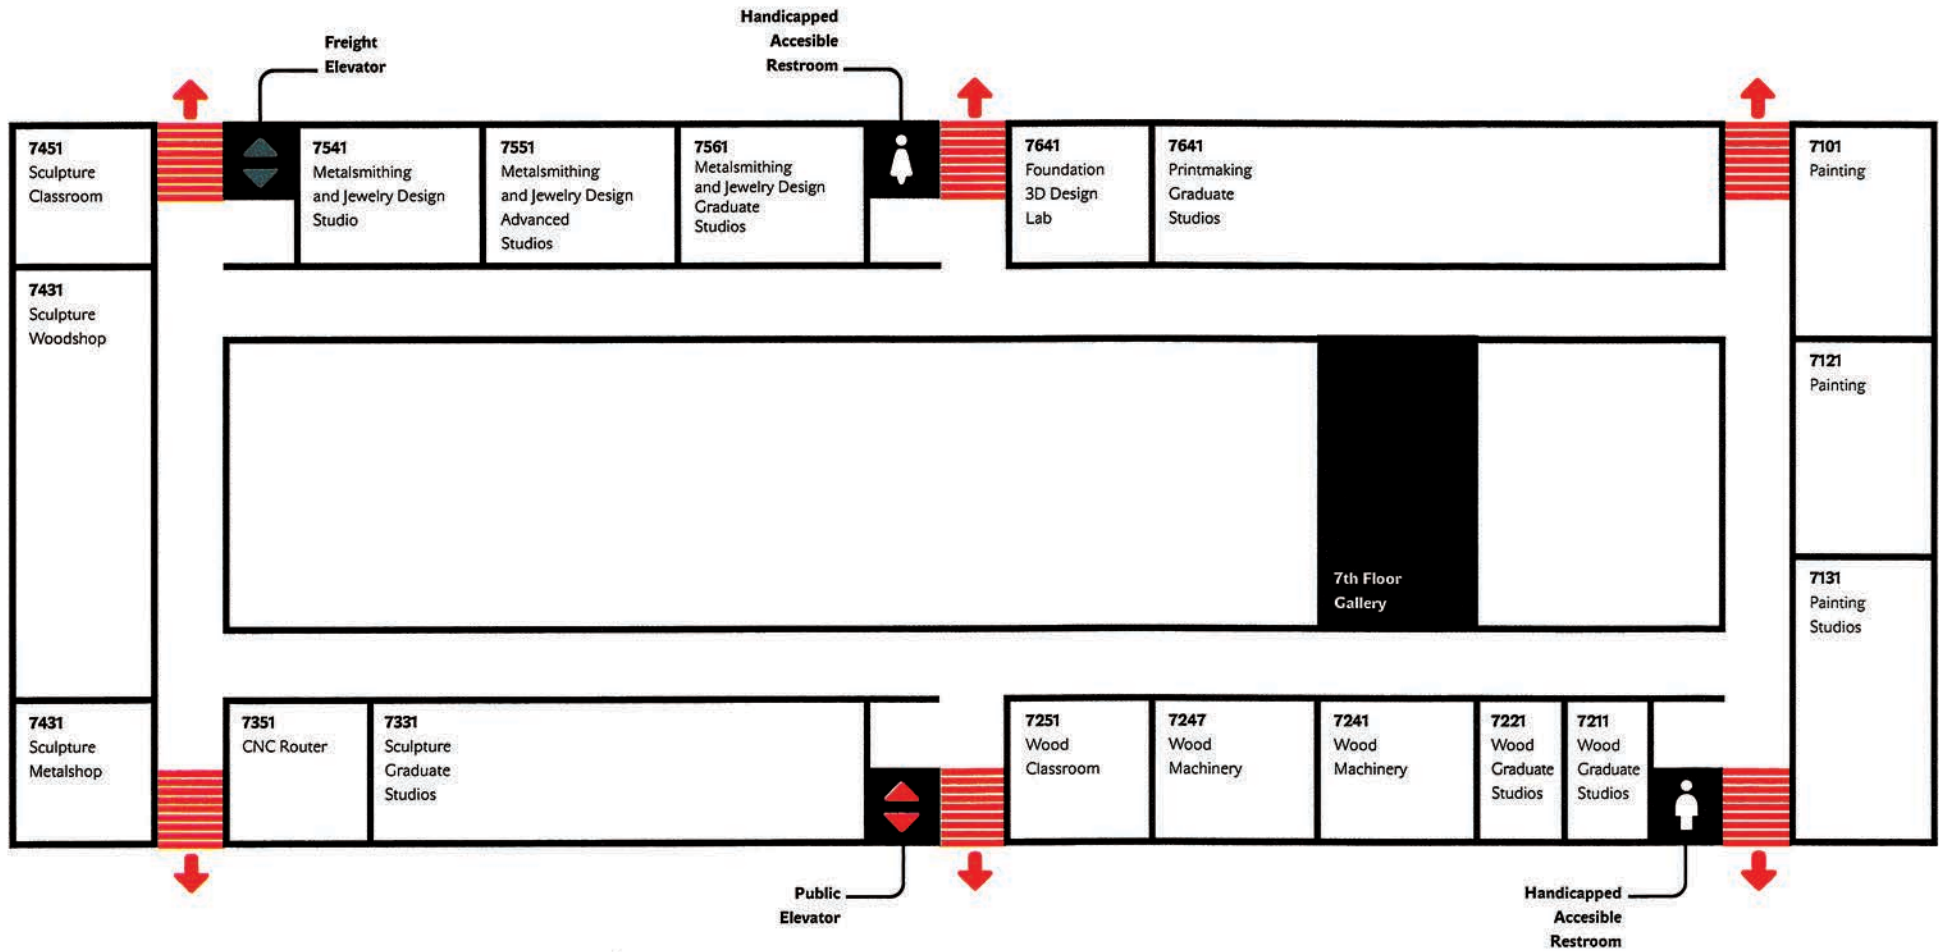 Freight
Elevator
Handicapped
Accesible
Restroom
7451
Sculpture
Classroom
7541
Metalsmithing
and Jewelry Design
Studio
7551
Metalsmithing
and Jewelry Design
Advanced
Studios
7561
Metalsmithing
and Jewelry Design
Graduate
Studios
7641
Foundation
3D Design
Lab
7641
Printmaking
Graduate
Studios
7101
Painting
7431
Sculpture
Woodshop
7121
Painting
7th Floor
Gallery
7131
Painting
Studios
7431
Sculpture
Metalshop
7351
CNC Router
7331
Sculpture
Graduate
Studios
7251
Wood
Classroom
7247
Wood
Machinery
7241
Wood
Machinery
7221
Wood
Graduate
Studios
7211
Wood
Graduate
Studios
Public
Elevator
Handicapped
Accesible
Restroom